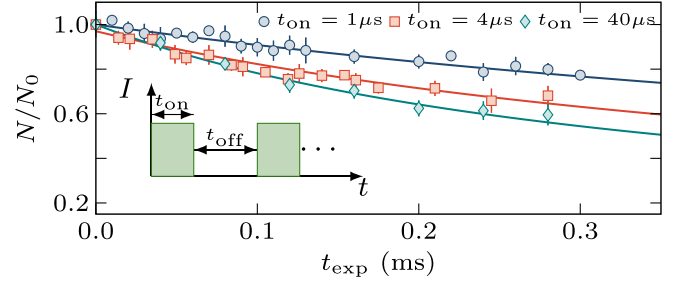 t_on = 1μs t_on = 4μs t_on = 40μs
1.0
0.6
0.2
N/N_0
I
t_on
t_off
...
t
0.0 0.1 0.2 0.3
t_exp (ms)